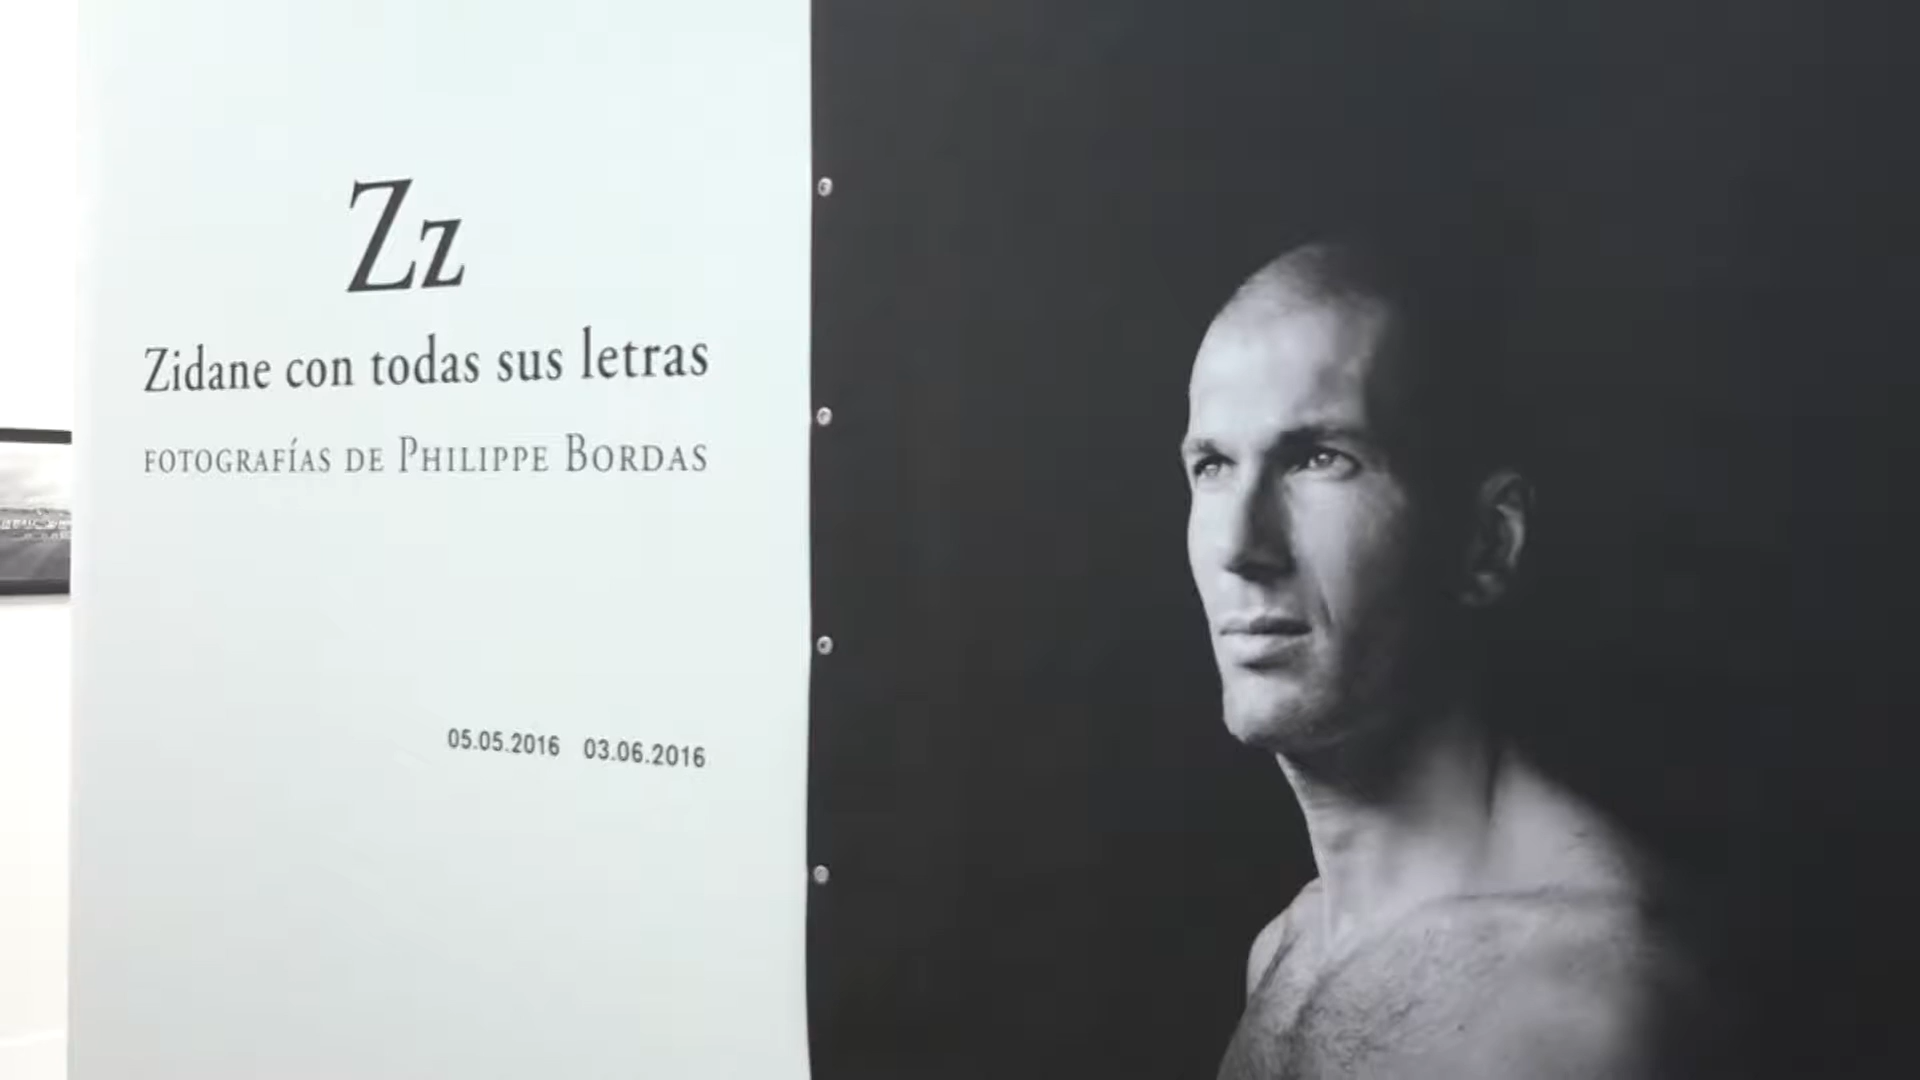 Zz
Zidane con todas sus letras
FOTOGRAFÍAS DE PHILIPPE BORDAS
05.05.2016 03.06.2016